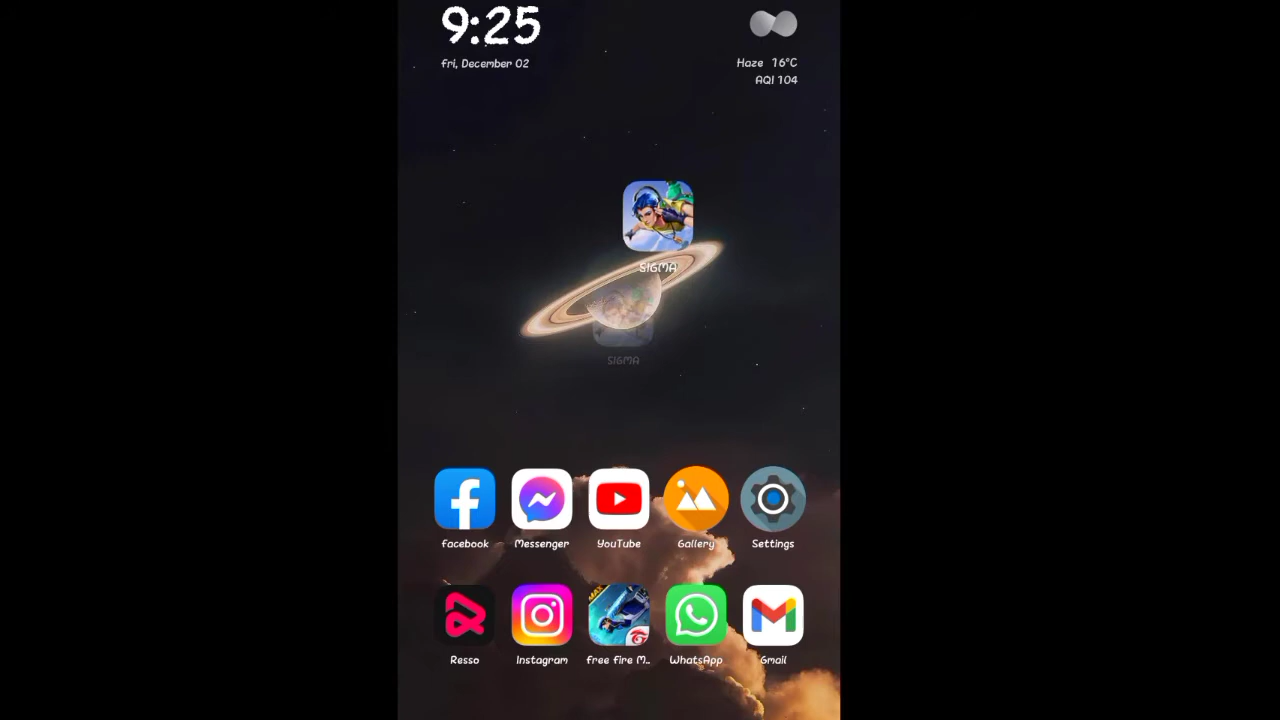 9:25
Fri, December 02
Haze 16°C
AQI 104
SIGMA
SIGMA
Facebook Messenger YouTube Gallery Settings
MAX
Resso Instagram Free Fire M.. WhatsApp Gmail